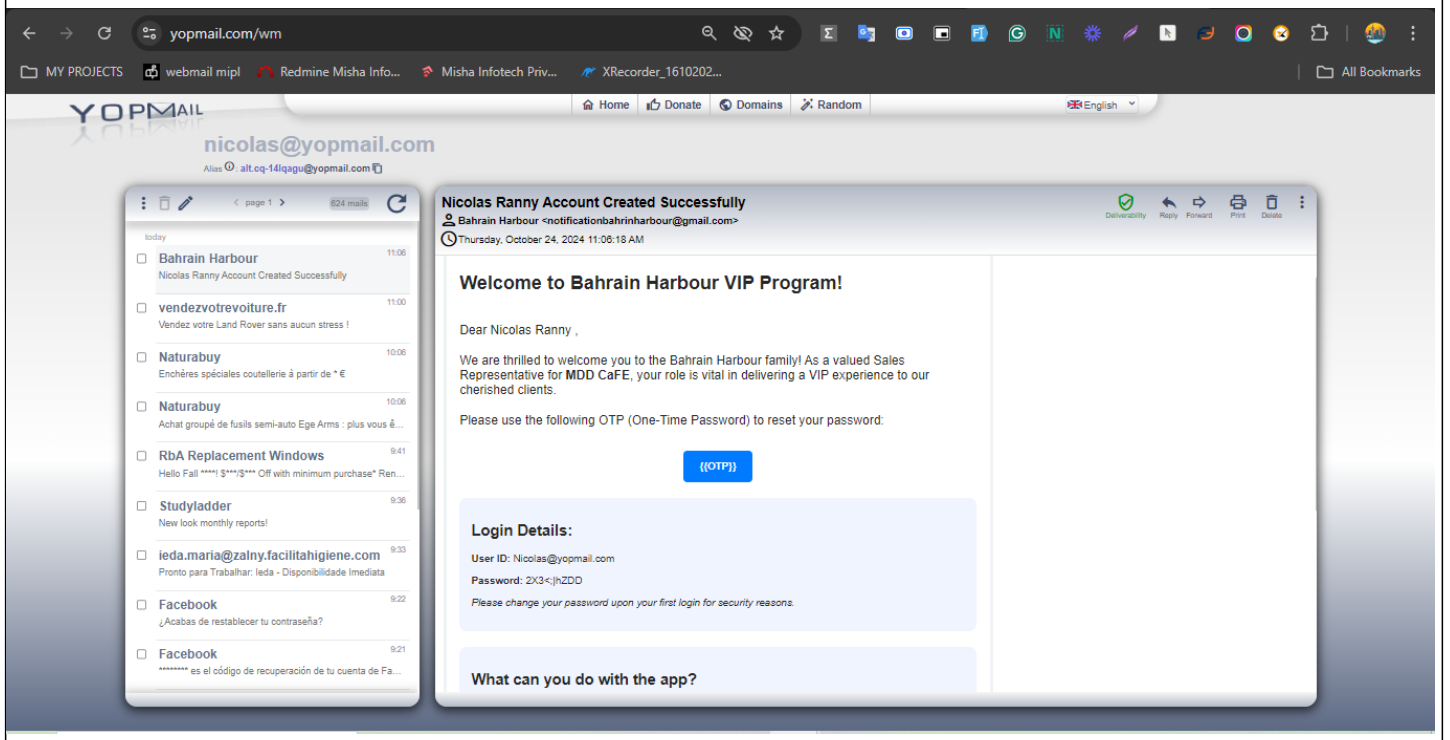 yopmail.com/wm
MY PROJECTS
webmail mipl
Redmine Misha Info...
Misha Infotech Priv...
XRecorder_1610202...
All Bookmarks
YOPMAIL
Home
Donate
Domains
Random
English
nicolas@yopmail.com
Alias : alt.cq-14lqagu@yopmail.com
page 1
624 mails
today
Bahrain Harbour 11:06
Nicolas Ranny Account Created Successfully
vendezvotrevoiture.fr 11:00
Vendez votre Land Rover sans aucun stress !
Naturabuy 10:06
Enchères spéciales coutellerie à partir de * €
Naturabuy 10:06
Achat groupé de fusils semi-auto Ege Arms : plus vous ê...
RbA Replacement Windows 9:41
Hello Fall ****! $***/$*** Off with minimum purchase* Ren...
Studyladder 9:36
New look monthly reports!
ieda.maria@zalny.facilitahigiene.com 9:33
Pronto para Trabalhar: Ieda - Disponibilidade Imediata
Facebook 9:22
¿Acabas de restablecer tu contraseña?
Facebook 9:21
******** es el código de recuperación de tu cuenta de Fa...
Nicolas Ranny Account Created Successfully
Bahrain Harbour <notificationbahrinharbour@gmail.com>
Thursday, October 24, 2024 11:06:18 AM
Deliverability
Reply
Forward
Print
Delete
Welcome to Bahrain Harbour VIP Program!
Dear Nicolas Ranny ,
We are thrilled to welcome you to the Bahrain Harbour family! As a valued Sales
Representative for MDD CaFE, your role is vital in delivering a VIP experience to our
cherished clients.
Please use the following OTP (One-Time Password) to reset your password:
{{OTP}}
Login Details:
User ID: Nicolas@yopmail.com
Password: 2X3<;|hZDD
Please change your password upon your first login for security reasons.
What can you do with the app?